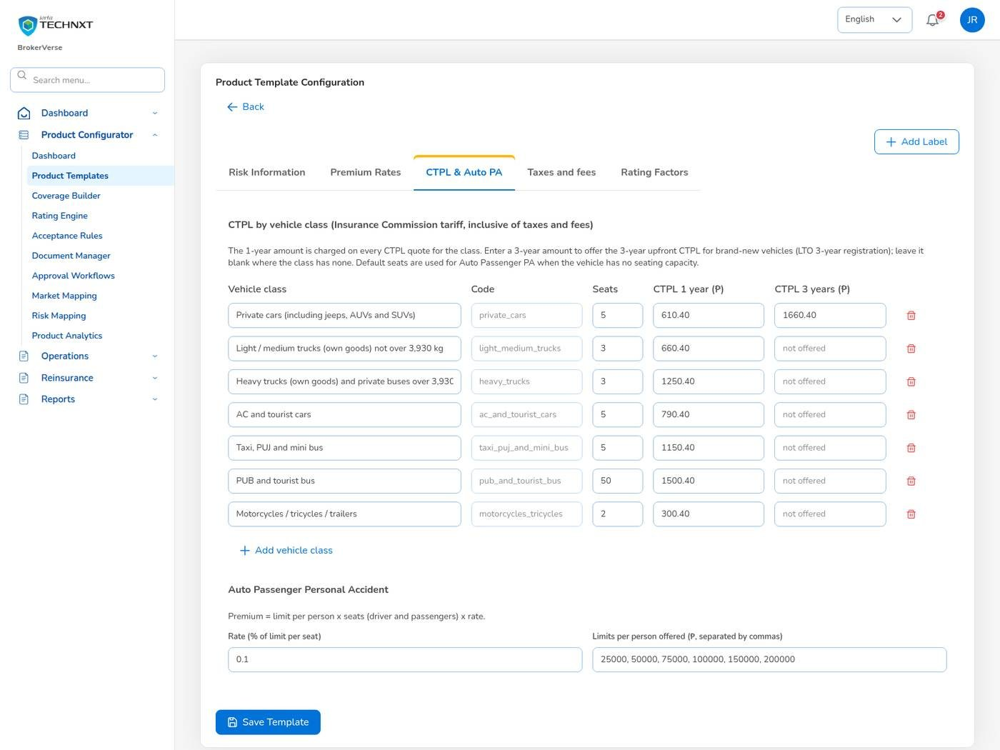 iorta
TECHNXT
BrokerVerse
English
2
JR
Search menu...
Dashboard
Product Configurator
Dashboard
Product Templates
Coverage Builder
Rating Engine
Acceptance Rules
Document Manager
Approval Workflows
Market Mapping
Risk Mapping
Product Analytics
Operations
Reinsurance
Reports
Product Template Configuration
Back
Add Label
Risk Information Premium Rates CTPL & Auto PA Taxes and fees Rating Factors
CTPL by vehicle class (Insurance Commission tariff, inclusive of taxes and fees)
The 1-year amount is charged on every CTPL quote for the class. Enter a 3-year amount to offer the 3-year upfront CTPL for brand-new vehicles (LTO 3-year registration); leave it
blank where the class has none. Default seats are used for Auto Passenger PA when the vehicle has no seating capacity.
Vehicle class Code Seats CTPL 1 year (₱) CTPL 3 years (₱)
Private cars (including jeeps, AUVs and SUVs) private_cars 5 610.40 1660.40
Light / medium trucks (own goods) not over 3,930 kg light_medium_trucks 3 660.40 not offered
Heavy trucks (own goods) and private buses over 3,930 heavy_trucks 3 1250.40 not offered
AC and tourist cars ac_and_tourist_cars 5 790.40 not offered
Taxi, PUJ and mini bus taxi_puj_and_mini_bus 5 1150.40 not offered
PUB and tourist bus pub_and_tourist_bus 50 1500.40 not offered
Motorcycles / tricycles / trailers motorcycles_tricycles 2 300.40 not offered
Add vehicle class
Auto Passenger Personal Accident
Premium = limit per person x seats (driver and passengers) x rate.
Rate (% of limit per seat) Limits per person offered (₱, separated by commas)
0.1 25000, 50000, 75000, 100000, 150000, 200000
Save Template